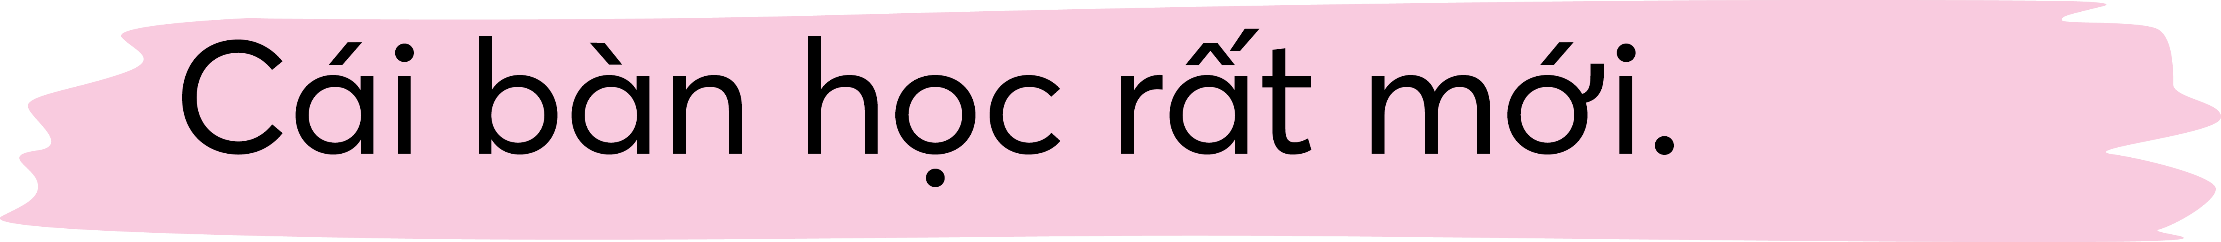 Cái bàn học rất mới.